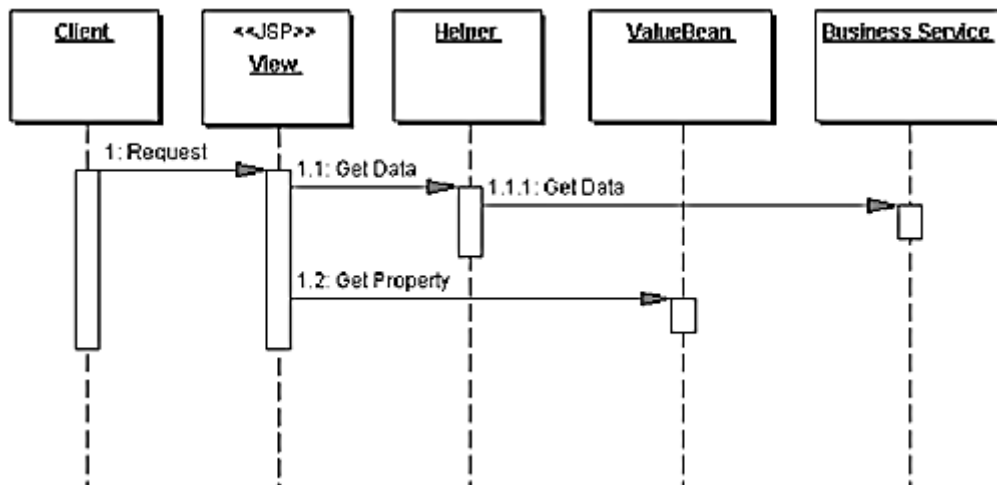 Client
<<JSP>>
View
Helper
ValueBean
Business Service
1: Request
1.1: Get Data
1.1.1: Get Data
1.2: Get Property